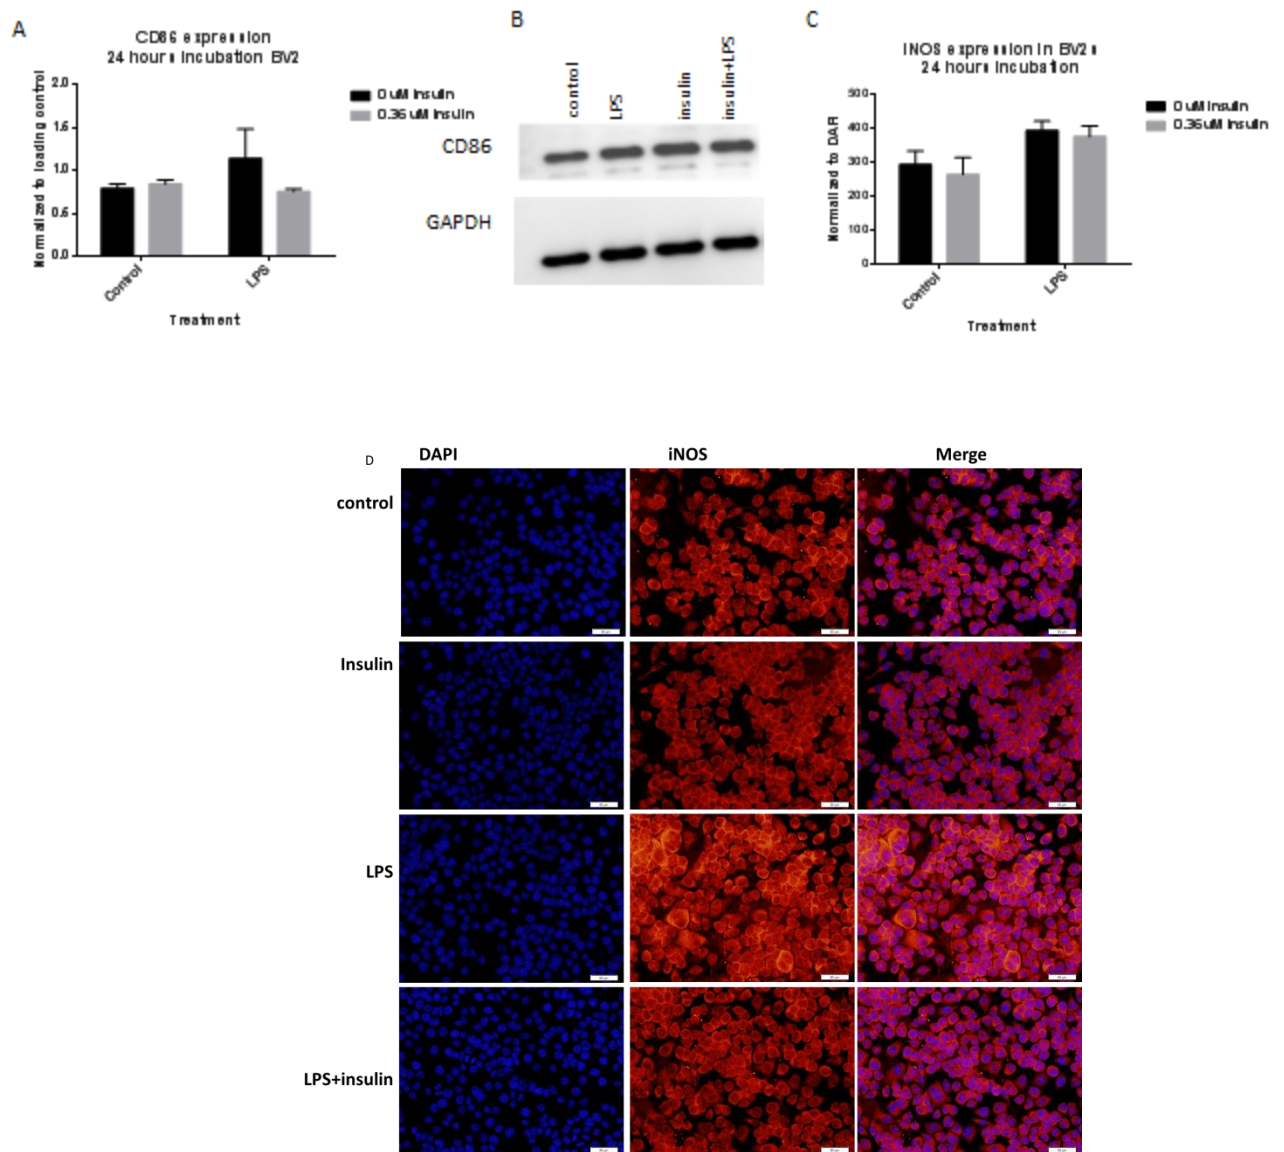 A
CD86 expression
24 hours incubation BV2
Normalized to loading control
2.0
1.5
1.0
0.5
0.0
Control
LPS
Treatment
0 uM Insulin
0.36 uM Insulin
B
control
LPS
insulin
insulin+LPS
CD86
GAPDH
C
iNOS expression in BV2s
24 hours incubation
Normalized to DAPI
500
400
300
200
100
0
Control
LPS
Treatment
0 uM Insulin
0.36uM Insulin
D
DAPI
iNOS
Merge
control
Insulin
LPS
LPS+insulin